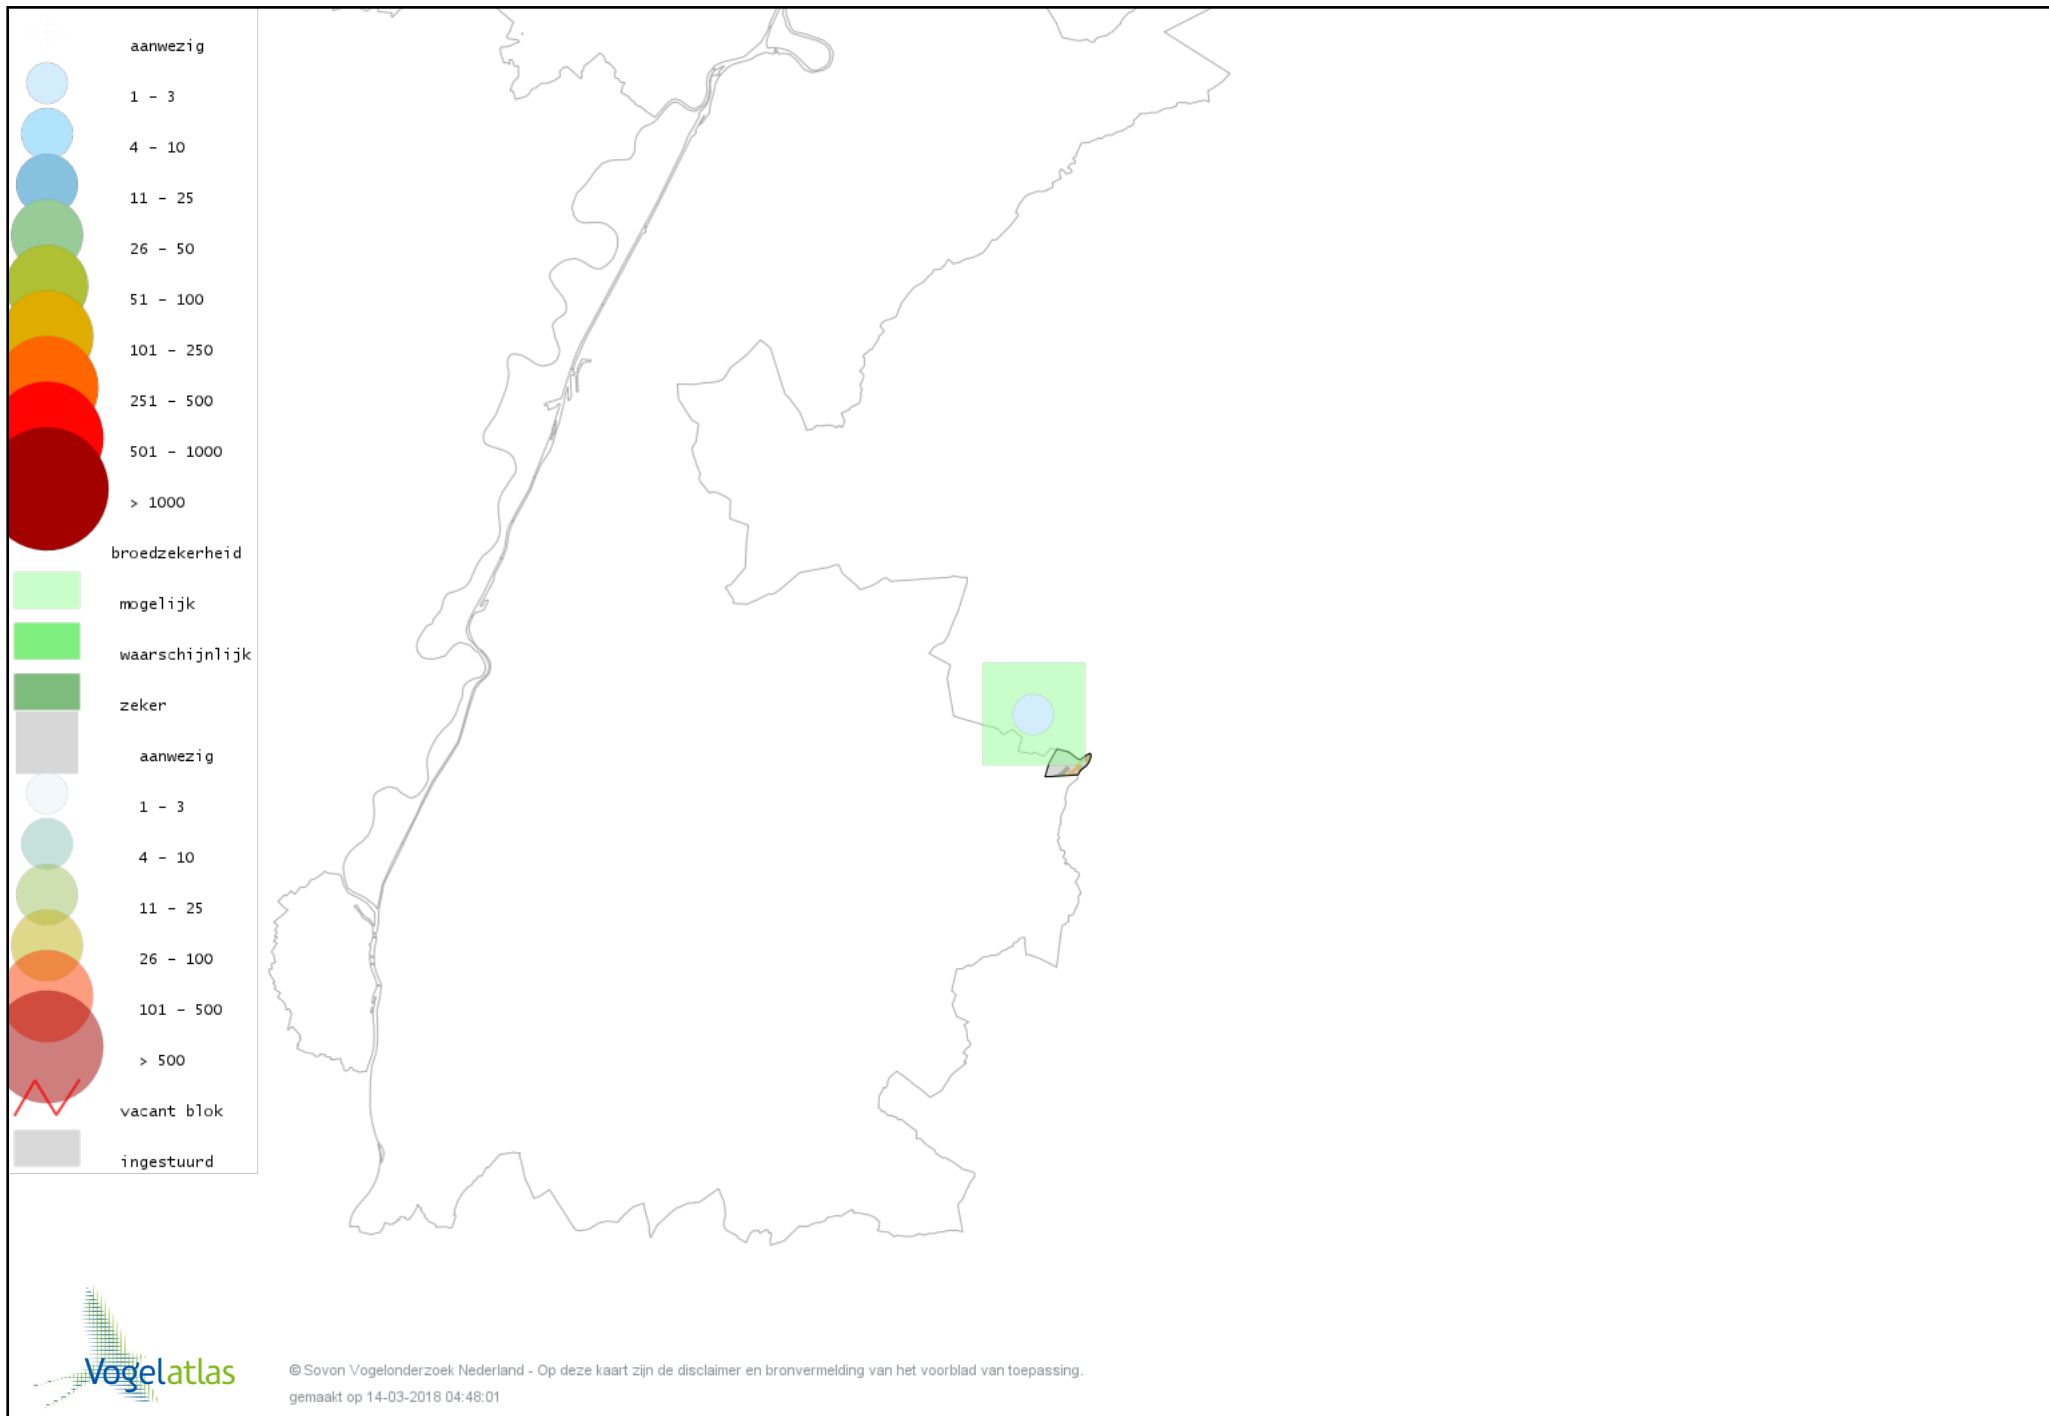 aanwezig
1 - 3
4 - 10
11 - 25
26 - 50
51 - 100
101 - 250
251 - 500
501 - 1000
> 1000
broedzekerheid
mogelijk
waarschijnlijk
zeker
aanwezig
1 - 3
4 - 10
11 - 25
26 - 100
101 - 500
> 500
vacant blok
ingestuurd
Vogelatlas
© Sovon Vogelonderzoek Nederland - Op deze kaart zijn de disclaimer en bronvermelding van het voorblad van toepassing.
gemaakt op 14-03-2018 04:48:01